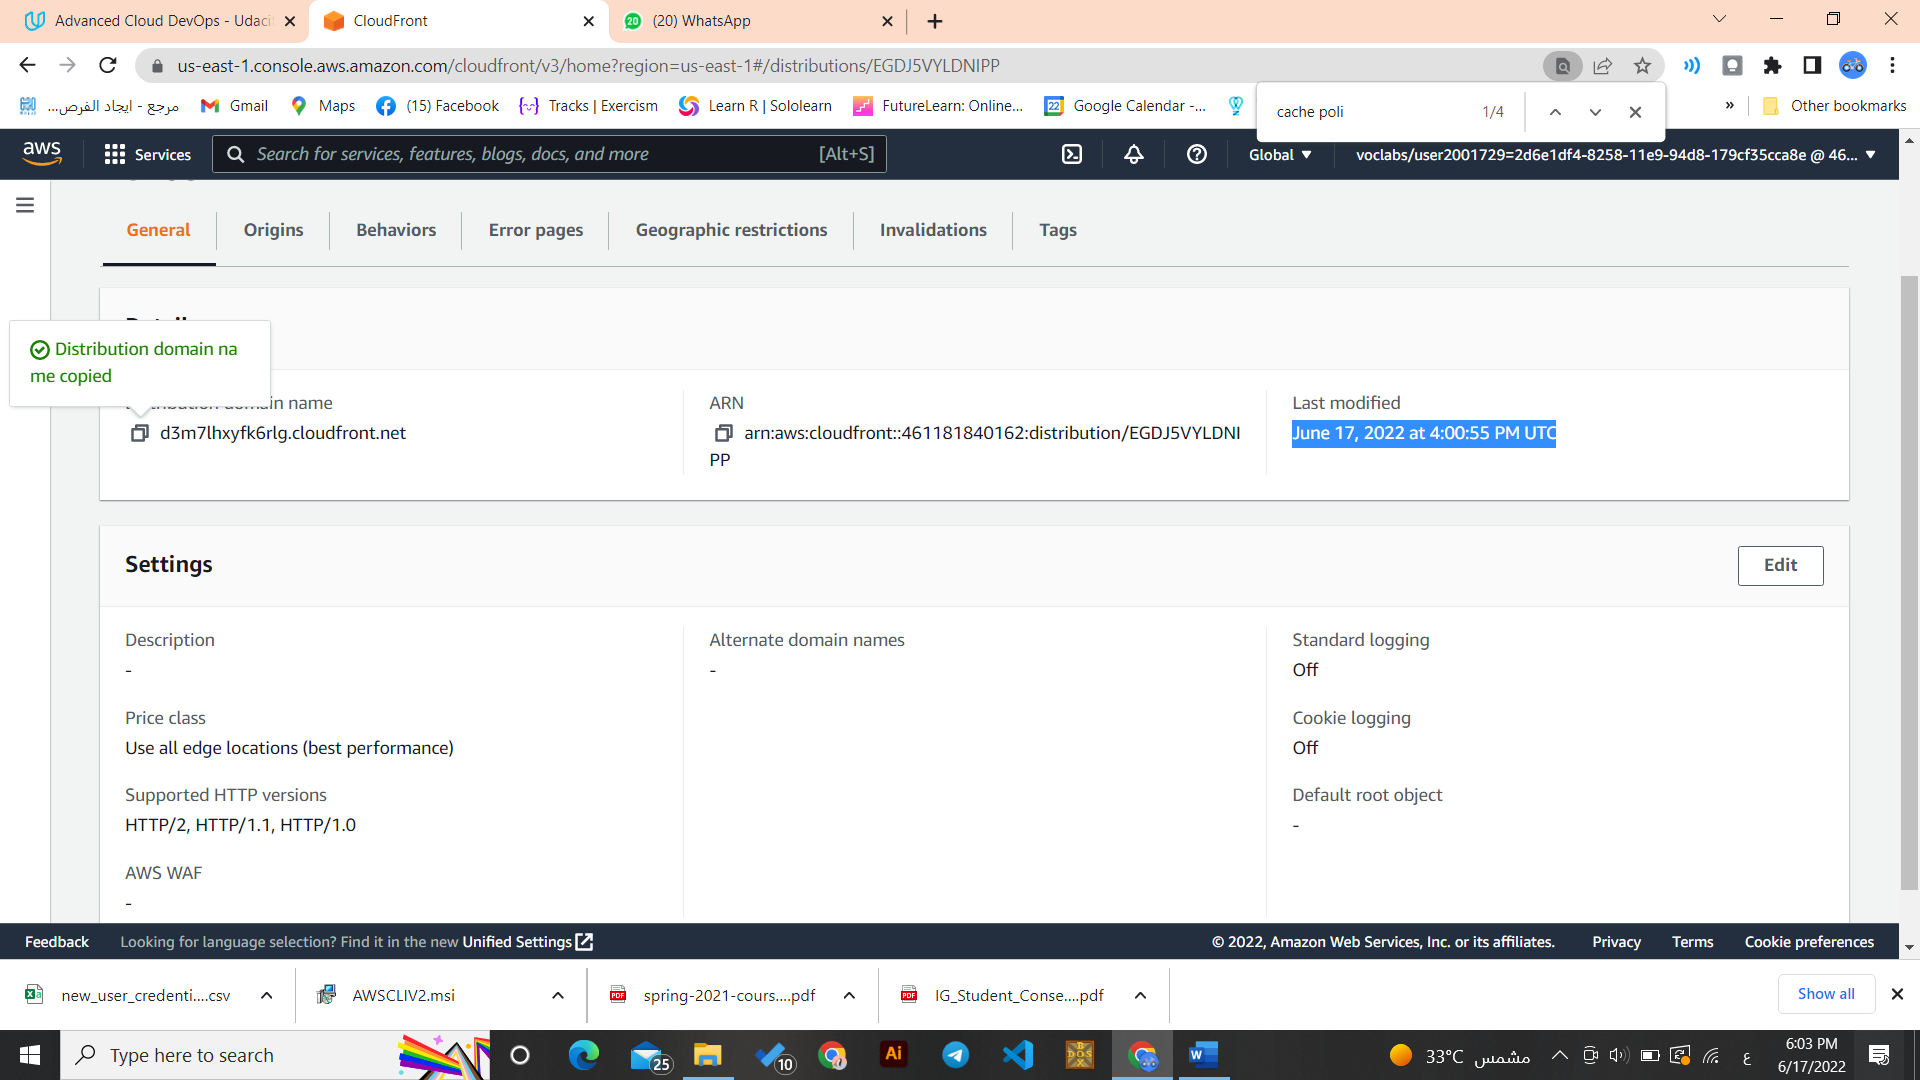 Advanced Cloud DevOps - Udaci
CloudFront
(20) WhatsApp
us-east-1.console.aws.amazon.com/cloudfront/v3/home?region=us-east-1#/distributions/EGDJ5VYLDNIPP
مرجع - ايجاد الفرص...
Gmail
Maps
(15) Facebook
Tracks | Exercism
Learn R | Sololearn
FutureLearn: Online...
22
Google Calendar -...
»
Other bookmarks
cache poli
1/4
aws
Services
Search for services, features, blogs, docs, and more
[Alt+S]
Global
voclabs/user2001729=2d6e1df4-8258-11e9-94d8-179cf35cca8e @ 46...
General
Origins
Behaviors
Error pages
Geographic restrictions
Invalidations
Tags
Distribution domain na
me copied
domain name
d3m7lhxyfk6rlg.cloudfront.net
ARN
arn:aws:cloudfront::461181840162:distribution/EGDJ5VYLDNI
PP
Last modified
June 17, 2022 at 4:00:55 PM UTC
Settings
Edit
Description
-
Alternate domain names
-
Standard logging
Off
Price class
Use all edge locations (best performance)
Cookie logging
Off
Supported HTTP versions
HTTP/2, HTTP/1.1, HTTP/1.0
Default root object
-
AWS WAF
-
Feedback
Looking for language selection? Find it in the new Unified Settings
© 2022, Amazon Web Services, Inc. or its affiliates.
Privacy
Terms
Cookie preferences
new_user_credenti....csv
AWSCLIV2.msi
spring-2021-cours....pdf
IG_Student_Conse....pdf
Show all
Type here to search
25
10
Ai
DOS
W
33°C مشمس
ع
6:03 PM
6/17/2022